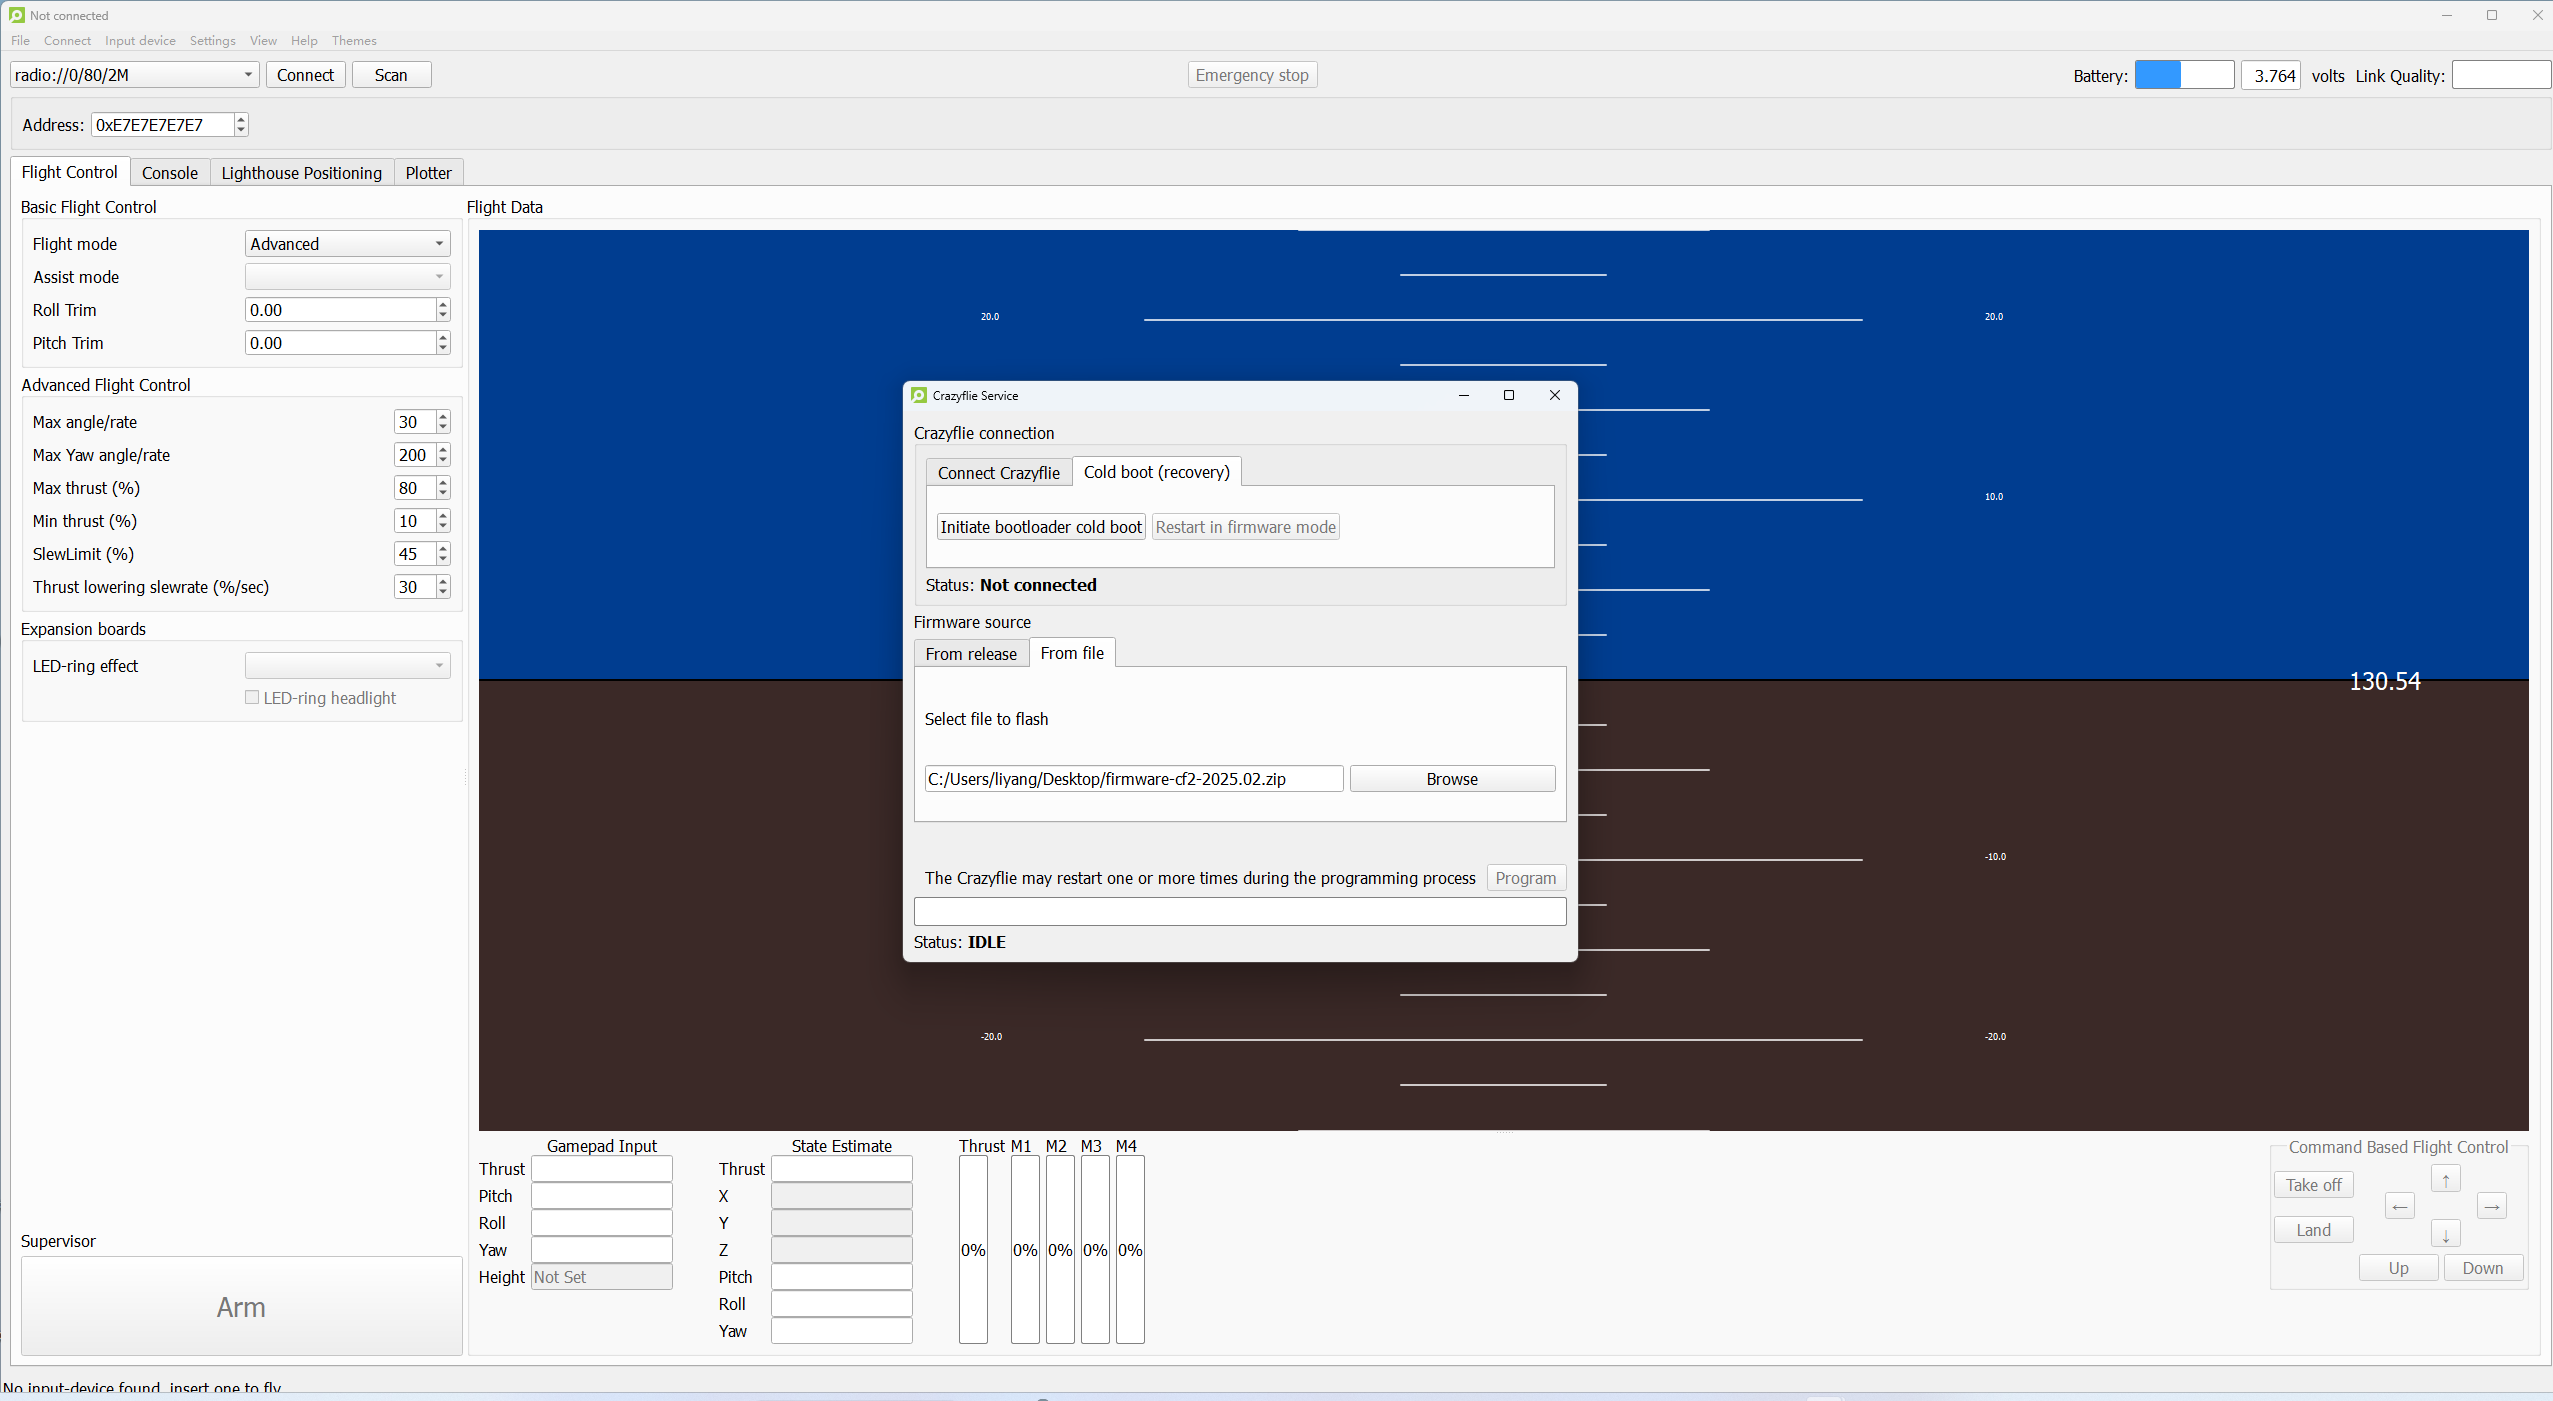 Not connected
File Connect Input device Settings View Help Themes
radio://0/80/2M Connect Scan Emergency stop Battery: 3.764 volts Link Quality:
Address: 0xE7E7E7E7E7
Flight Control Console Lighthouse Positioning Plotter
Basic Flight Control
Flight mode Advanced
Assist mode
Roll Trim 0.00
Pitch Trim 0.00
Advanced Flight Control
Max angle/rate 30
Max Yaw angle/rate 200
Max thrust (%) 80
Min thrust (%) 10
SlewLimit (%) 45
Thrust lowering slewrate (%/sec) 30
Expansion boards
LED-ring effect
LED-ring headlight
Supervisor
Arm
Flight Data
20.0 20.0
10.0
130.54
-10.0
-20.0 -20.0
Crazyflie Service
Crazyflie connection
Connect Crazyflie Cold boot (recovery)
Initiate bootloader cold boot Restart in firmware mode
Status: Not connected
Firmware source
From release From file
Select file to flash
C:/Users/liyang/Desktop/firmware-cf2-2025.02.zip Browse
The Crazyflie may restart one or more times during the programming process Program
Status: IDLE
Gamepad Input
Thrust
Pitch
Roll
Yaw
Height Not Set
State Estimate
Thrust
X
Y
Z
Pitch
Roll
Yaw
Thrust M1 M2 M3 M4
0% 0% 0% 0% 0%
Command Based Flight Control
Take off ↑
← →
Land ↓
Up Down
No input-device found, insert one to fly